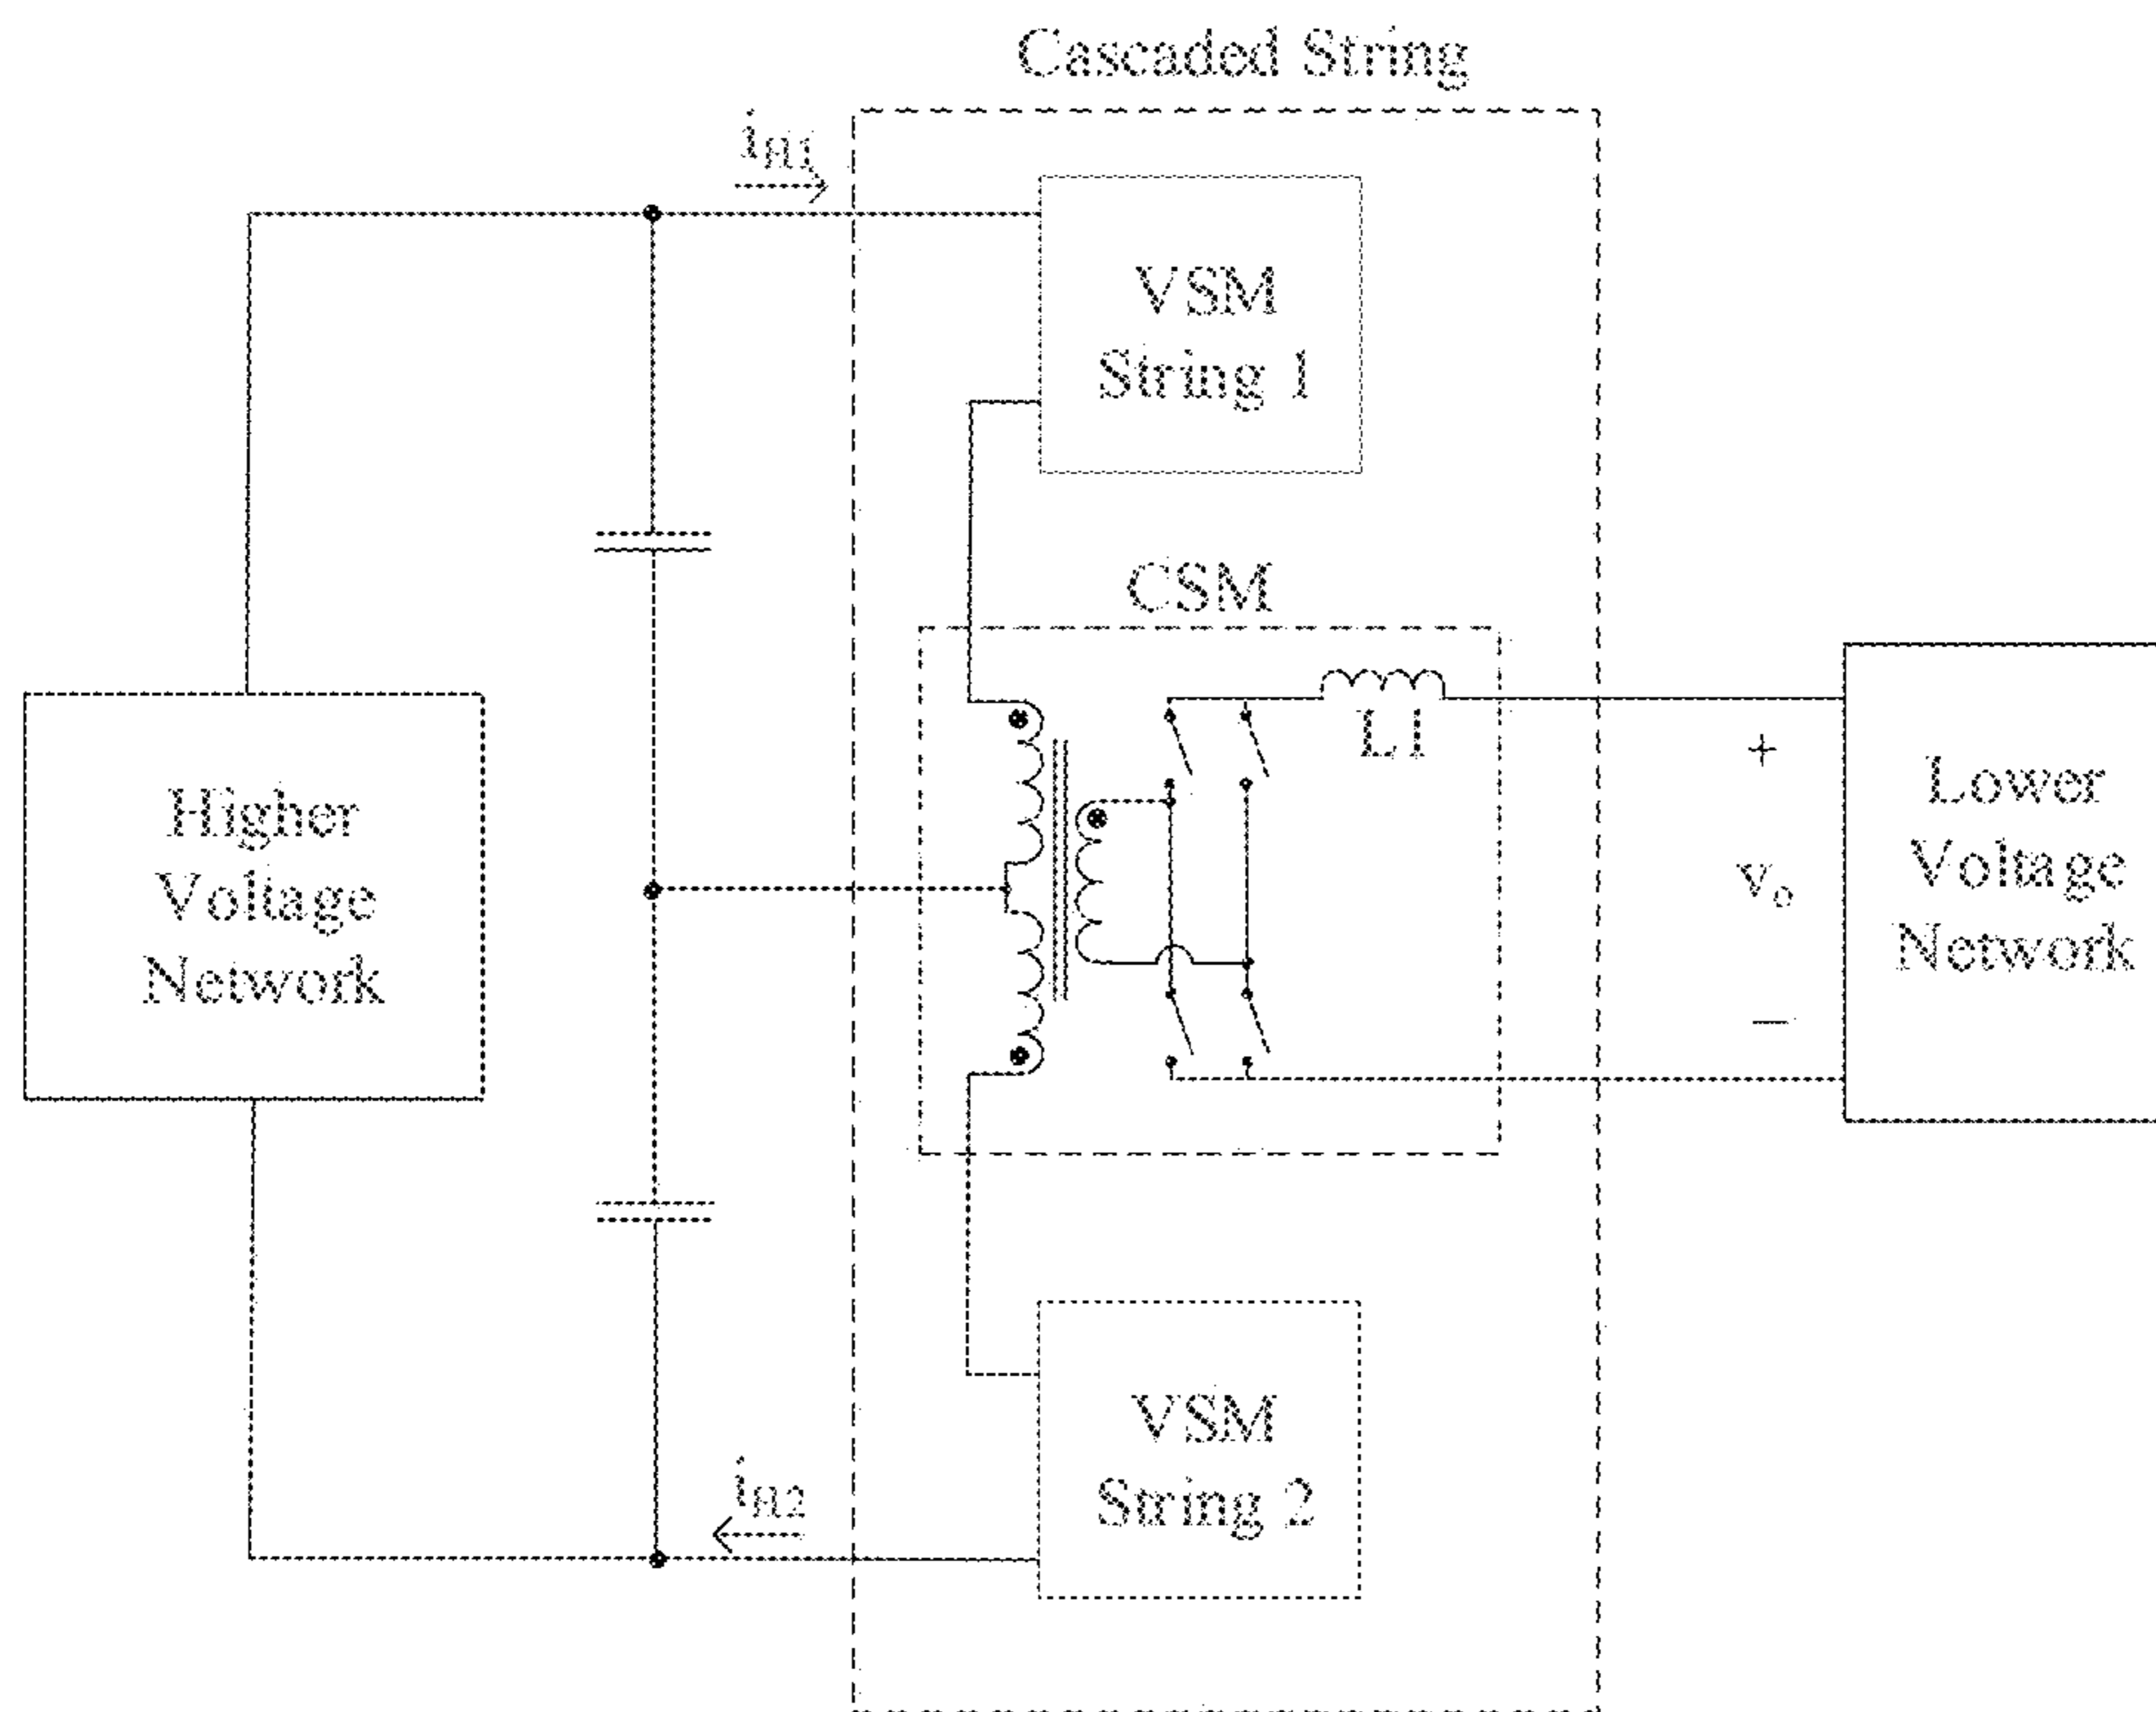 Cascaded String
iH1
VSM
String 1
CSM
L1
Higher
Voltage
Network
+
vo
−
Lower
Voltage
Network
VSM
String 2
iH2